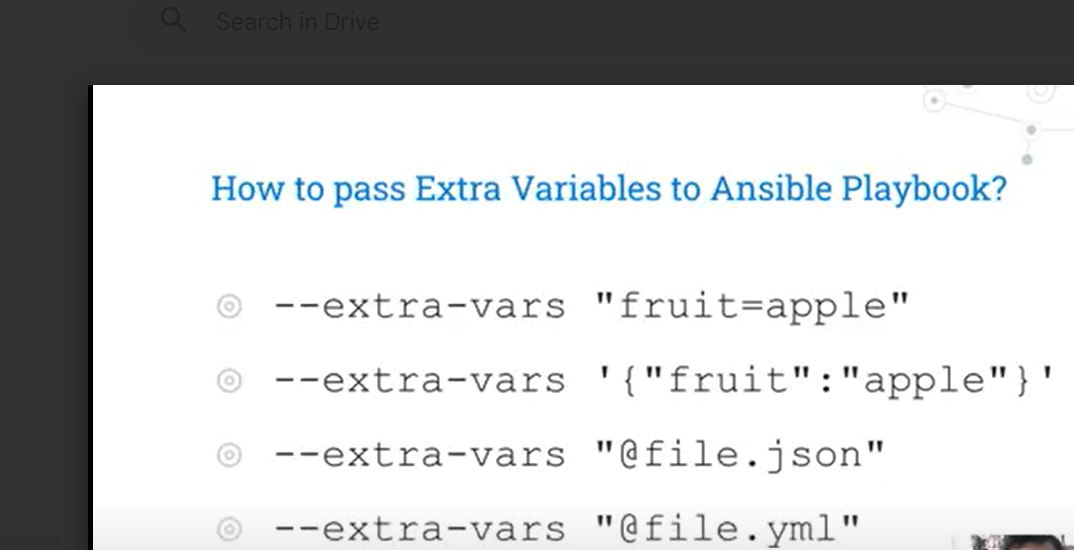 Search in Drive
How to pass Extra Variables to Ansible Playbook?
--extra-vars "fruit=apple"
--extra-vars '{"fruit":"apple"}'
--extra-vars "@file.json"
--extra-vars "@file.yml"